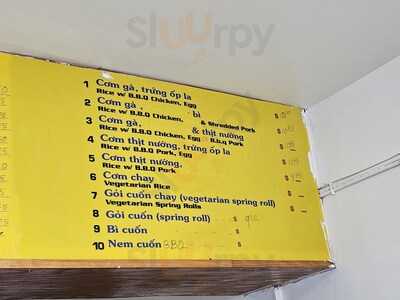 Sluurpy
1 Cơm gà, trứng ốp la
Rice w/ B.B.Q Chicken, Egg
2 Cơm gà, bì
Rice w/ B.B.Q Chicken, & Shredded Pork
3 Cơm gà, & thịt nướng
Rice w/ B.B.Q Chicken, Egg B.b.q Pork
4 Cơm thịt nướng, trứng ốp la
Rice w/ B.B.Q Pork, Egg
5 Cơm thịt nướng,
Rice w/ B.B.Q Pork
6 Cơm chay
Vegetarian Rice
7 Gỏi cuốn chay (vegetarian spring roll)
Vegetarian Spring Rolls
8 Gỏi cuốn (spring roll) $
9 Bì cuốn $
10 Nem cuốn BBQ $